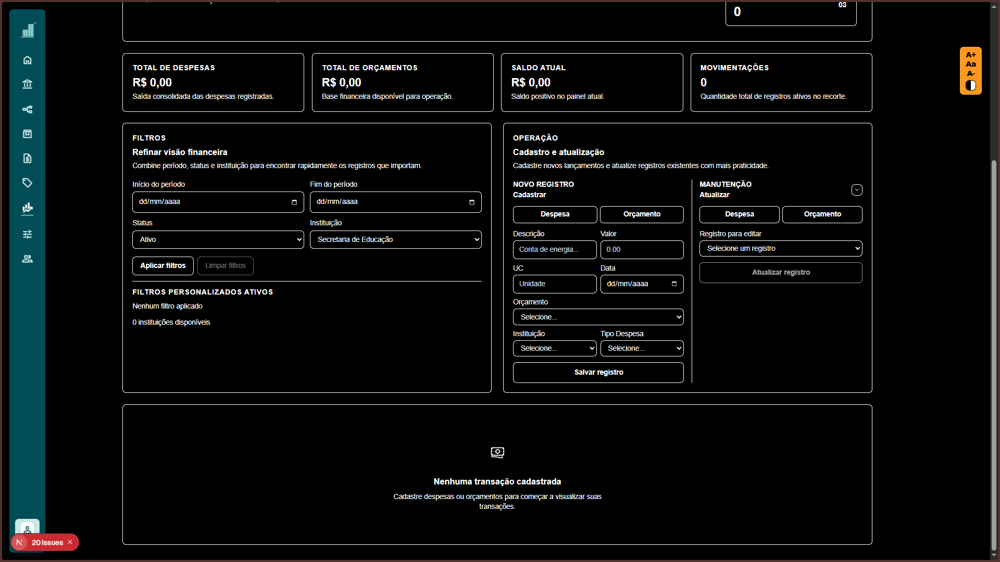 03
0
TOTAL DE DESPESAS
R$ 0,00
Saída consolidada das despesas registradas.
TOTAL DE ORÇAMENTOS
R$ 0,00
Base financeira disponível para operação.
SALDO ATUAL
R$ 0,00
Saldo positivo no painel atual.
MOVIMENTAÇÕES
0
Quantidade total de registros ativos no recorte.
A+
Aa
A-
FILTROS
Refinar visão financeira
Combine período, status e instituição para encontrar rapidamente os registros que importam.
Início do período
Fim do período
dd/mm/aaaa
dd/mm/aaaa
Status
Instituição
Ativo
Secretaria de Educação
Aplicar filtros
Limpar filtros
FILTROS PERSONALIZADOS ATIVOS
Nenhum filtro aplicado
0 instituições disponíveis
OPERAÇÃO
Cadastro e atualização
Cadastre novos lançamentos e atualize registros existentes com mais praticidade.
NOVO REGISTRO
Cadastrar
Despesa
Orçamento
Descrição
Valor
Conta de energia...
0.00
UC
Data
Unidade
dd/mm/aaaa
Orçamento
Selecione...
Instituição
Tipo Despesa
Selecione...
Selecione...
Salvar registro
MANUTENÇÃO
Atualizar
Despesa
Orçamento
Registro para editar
Selecione um registro
Atualizar registro
Nenhuma transação cadastrada
Cadastre despesas ou orçamentos para começar a visualizar suas
transações.
N
20 Issues